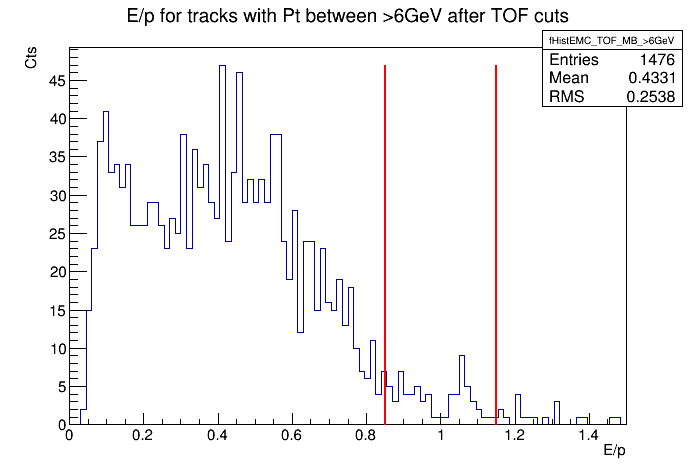 E/p for tracks with Pt between >6GeV after TOF cuts
fHistEMC_TOF_MB_>6GeV
Entries 1476
Mean 0.4331
RMS 0.2538
Cts
45
40
35
30
25
20
15
10
5
0
0 0.2 0.4 0.6 0.8 1 1.2 1.4
E/p